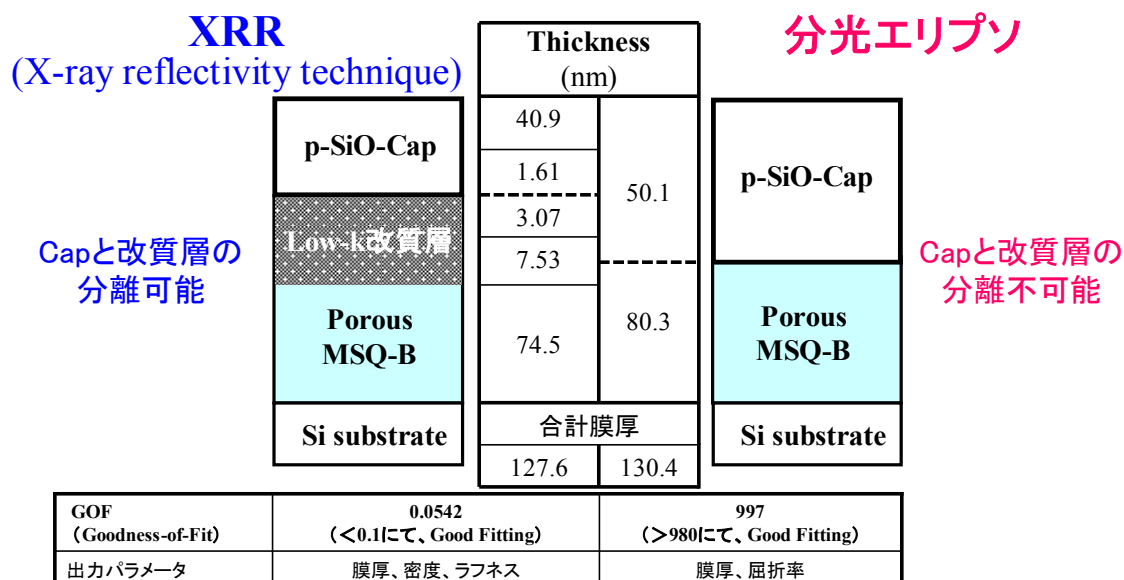 XRR
(X-ray reflectivity technique)
Thickness
(nm)
分光エリプソ
p-SiO-Cap
Low-k改質層
Porous
MSQ-B
Si substrate
Capと改質層の
分離可能
40.9
1.61
3.07
7.53
74.5
50.1
80.3
合計膜厚
127.6 130.4
p-SiO-Cap
Porous
MSQ-B
Si substrate
Capと改質層の
分離不可能
GOF
（Goodness-of-Fit）
0.0542
（＜0.1にて、Good Fitting）
997
（＞980にて、Good Fitting）
出力パラメータ 膜厚、密度、ラフネス 膜厚、屈折率